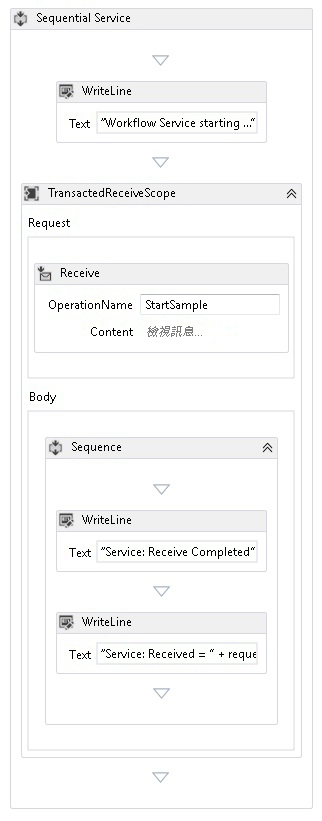 Sequential Service
WriteLine
Text "Workflow Service starting ..."
TransactedReceiveScope
Request
Receive
OperationName StartSample
Content 檢視訊息...
Body
Sequence
WriteLine
Text "Service: Receive Completed"
WriteLine
Text "Service: Received = " + reque